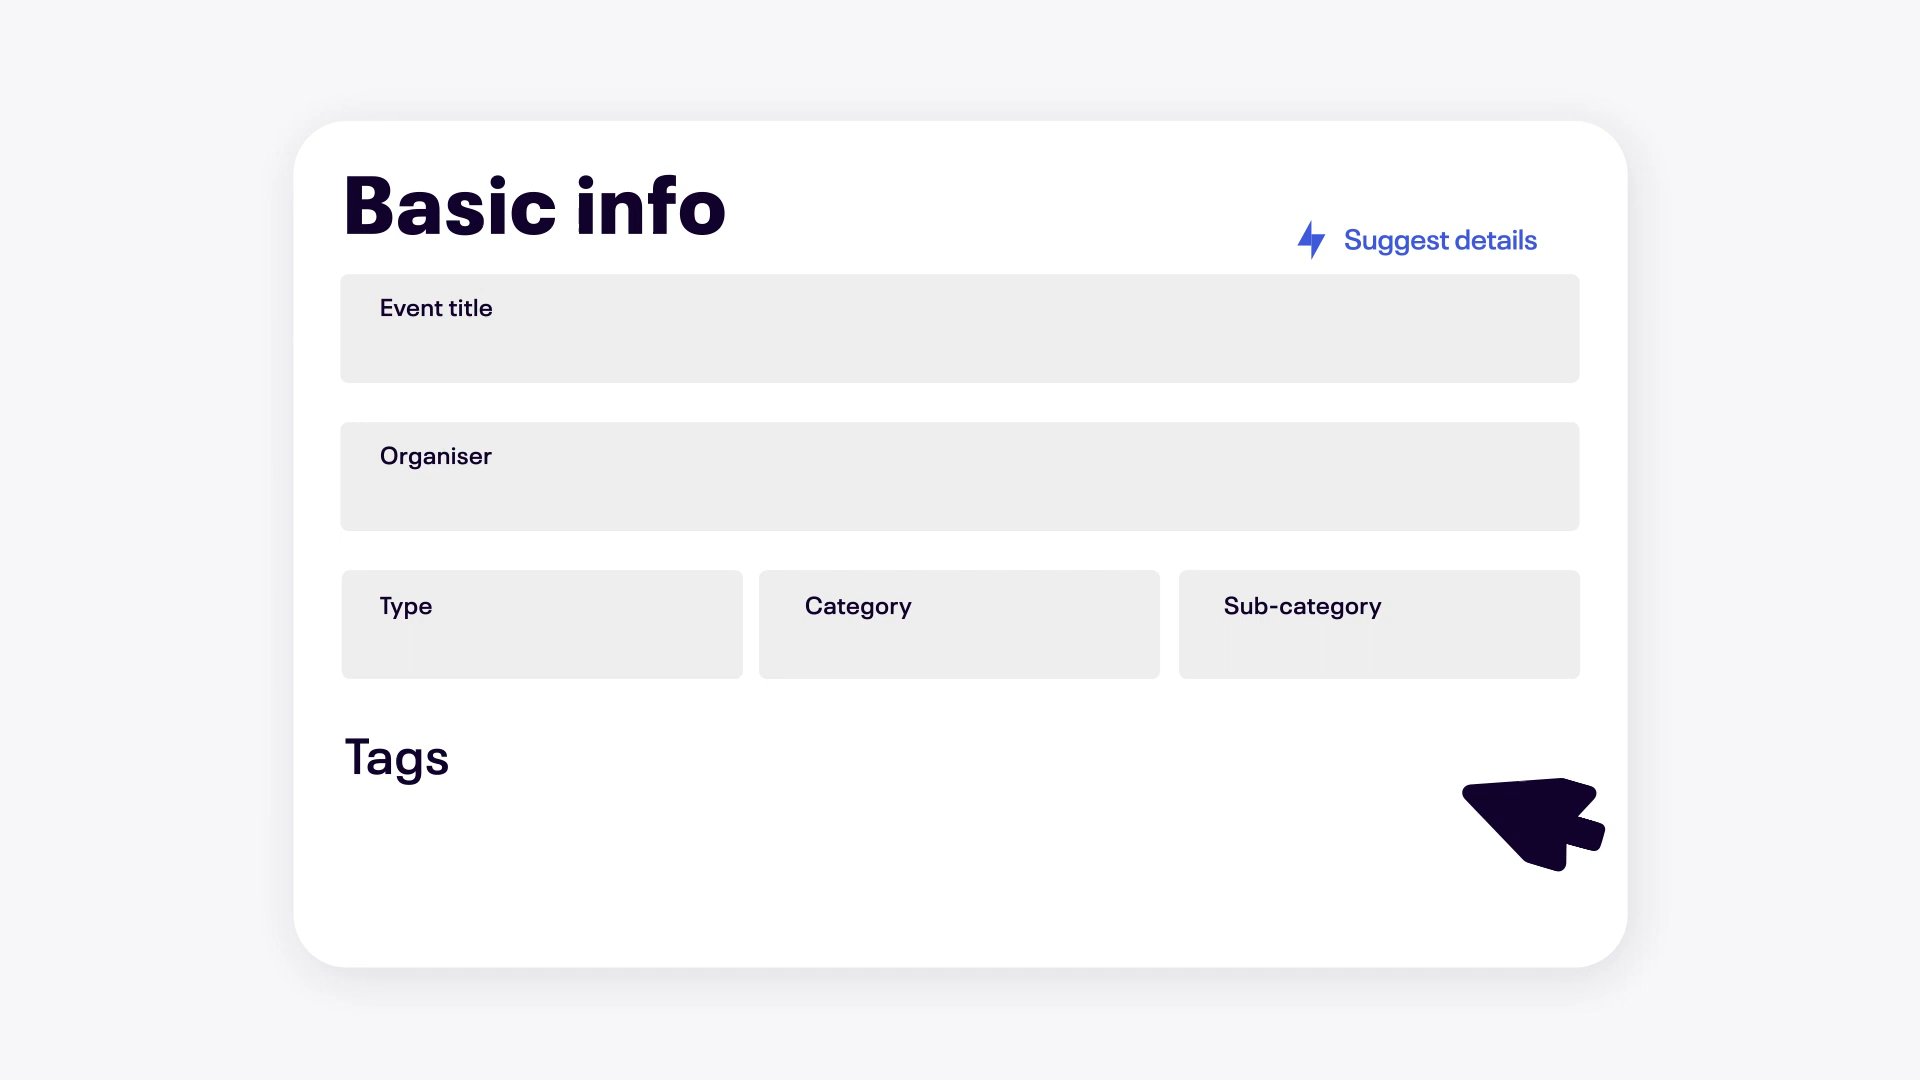 Basic info
Suggest details
Event title
Organiser
Type
Category
Sub-category
Tags